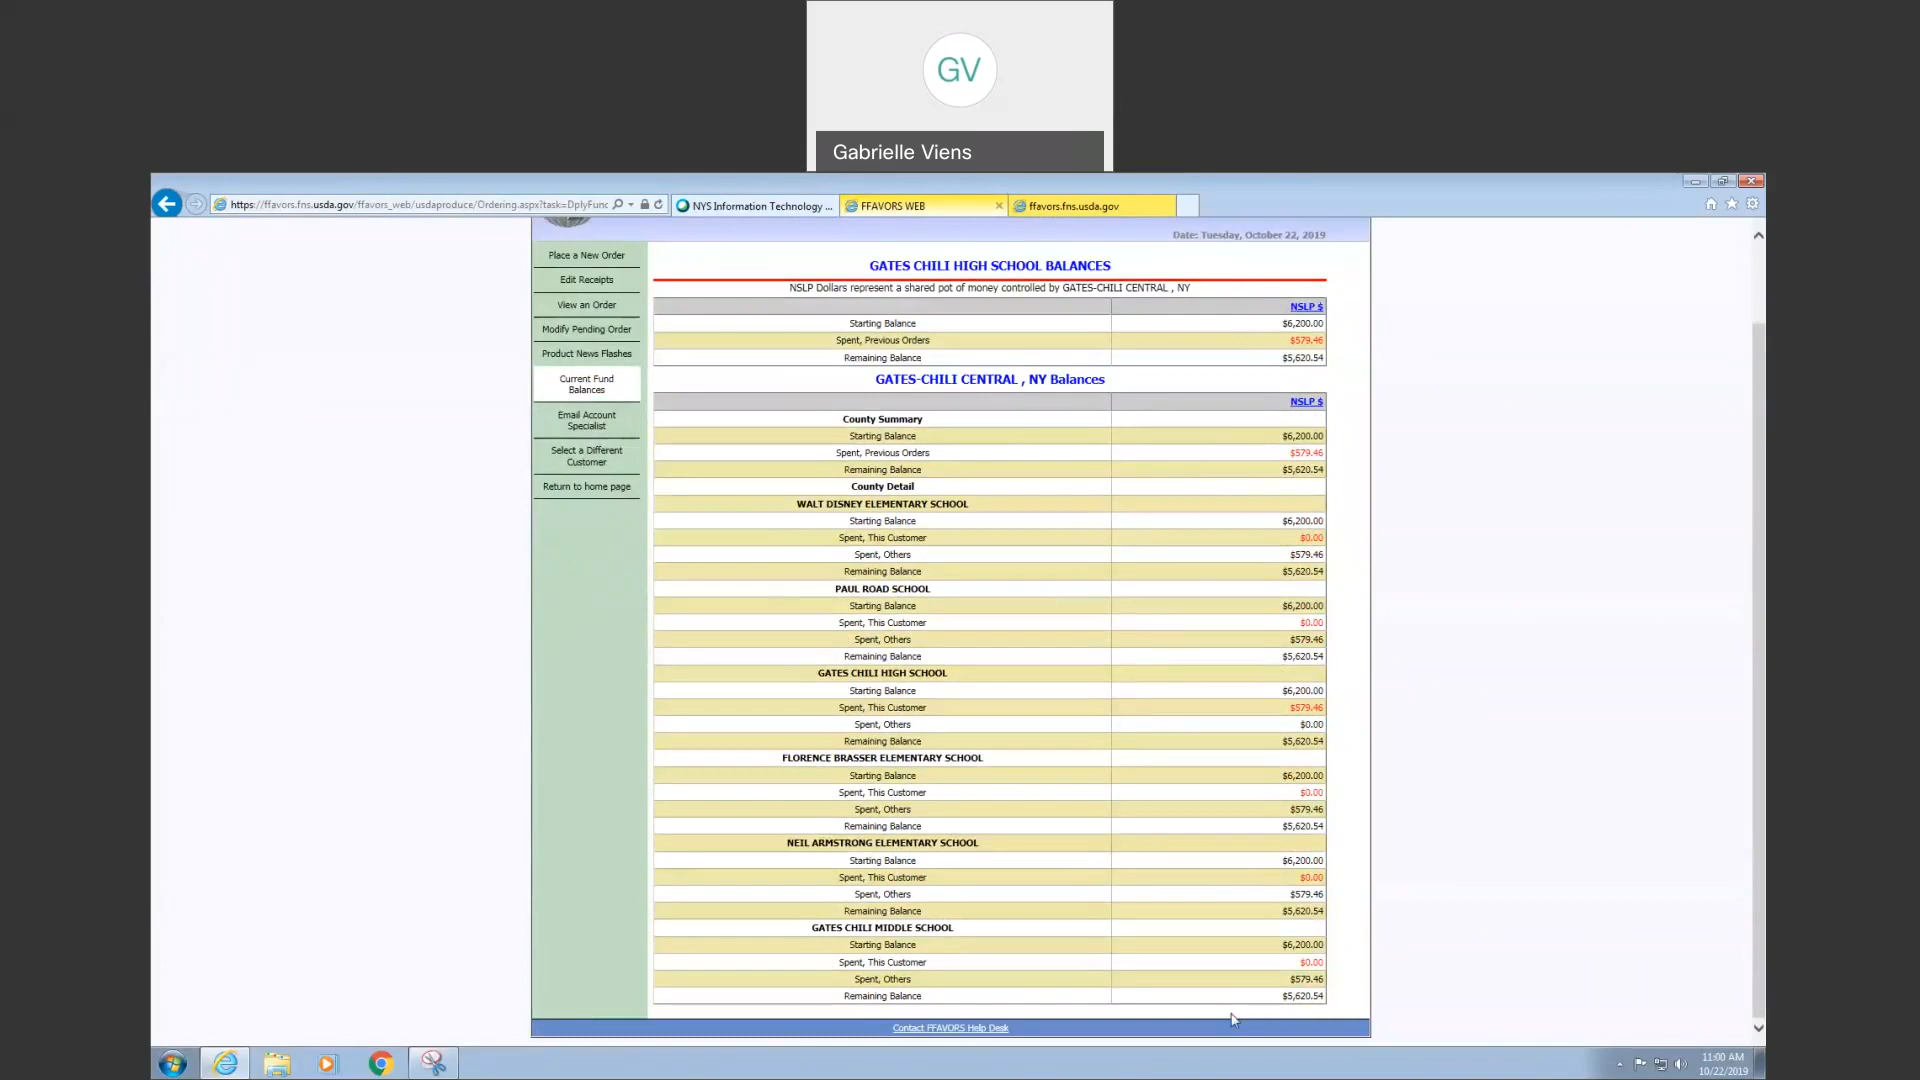 GV
Gabrielle Viens
https://ffavors.fns.usda.gov/ffavors_web/usdaproduce/Ordering.aspx?task=DplyFunc
NYS Information Technology ...
FFAVORS WEB
ffavors.fns.usda.gov
Date: Tuesday, October 22, 2019
Place a New Order
Edit Receipts
View an Order
Modify Pending Order
Product News Flashes
Current Fund
Balances
Email Account
Specialist
Select a Different
Customer
Return to home page
GATES CHILI HIGH SCHOOL BALANCES
NSLP Dollars represent a shared pot of money controlled by GATES-CHILI CENTRAL , NY
NSLP $
Starting Balance $6,200.00
Spent, Previous Orders $579.46
Remaining Balance $5,620.54
GATES-CHILI CENTRAL , NY Balances
NSLP $
County Summary
Starting Balance $6,200.00
Spent, Previous Orders $579.46
Remaining Balance $5,620.54
County Detail
WALT DISNEY ELEMENTARY SCHOOL
Starting Balance $6,200.00
Spent, This Customer $0.00
Spent, Others $579.46
Remaining Balance $5,620.54
PAUL ROAD SCHOOL
Starting Balance $6,200.00
Spent, This Customer $0.00
Spent, Others $579.46
Remaining Balance $5,620.54
GATES CHILI HIGH SCHOOL
Starting Balance $6,200.00
Spent, This Customer $579.46
Spent, Others $0.00
Remaining Balance $5,620.54
FLORENCE BRASSER ELEMENTARY SCHOOL
Starting Balance $6,200.00
Spent, This Customer $0.00
Spent, Others $579.46
Remaining Balance $5,620.54
NEIL ARMSTRONG ELEMENTARY SCHOOL
Starting Balance $6,200.00
Spent, This Customer $0.00
Spent, Others $579.46
Remaining Balance $5,620.54
GATES CHILI MIDDLE SCHOOL
Starting Balance $6,200.00
Spent, This Customer $0.00
Spent, Others $579.46
Remaining Balance $5,620.54
Contact FFAVORS Help Desk
11:00 AM
10/22/2019